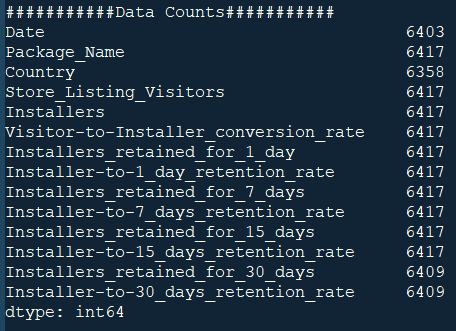 ###########Data Counts###########
Date 6403
Package_Name 6417
Country 6358
Store_Listing_Visitors 6417
Installers 6417
Visitor-to-Installer_conversion_rate 6417
Installers_retained_for_1_day 6417
Installer-to-1_day_retention_rate 6417
Installers_retained_for_7_days 6417
Installer-to-7_days_retention_rate 6417
Installers_retained_for_15_days 6417
Installer-to-15_days_retention_rate 6417
Installers_retained_for_30_days 6409
Installer-to-30_days_retention_rate 6409
dtype: int64